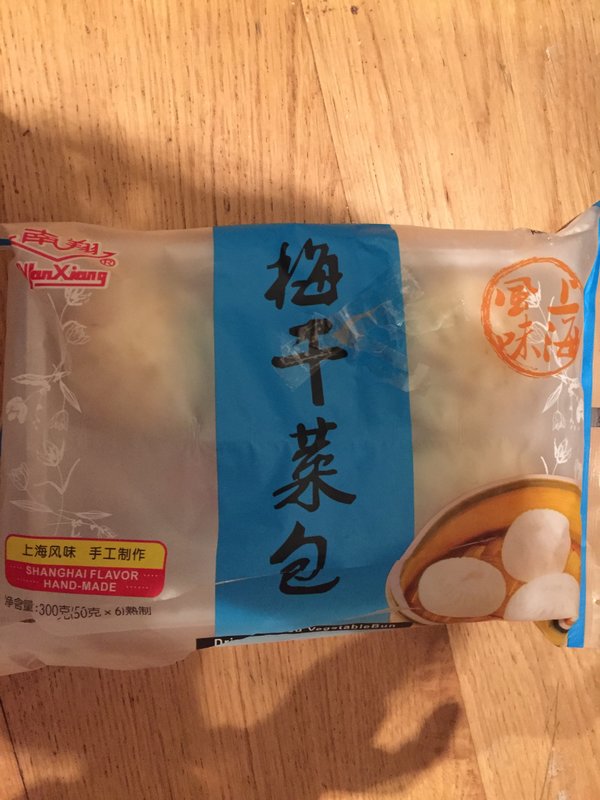 南翔
NanXiang
梅干菜包
上海
風味
上海风味 手工制作
SHANGHAI FLAVOR
HAND-MADE
净含量:300克(50克×6)熟制
VegetableBun